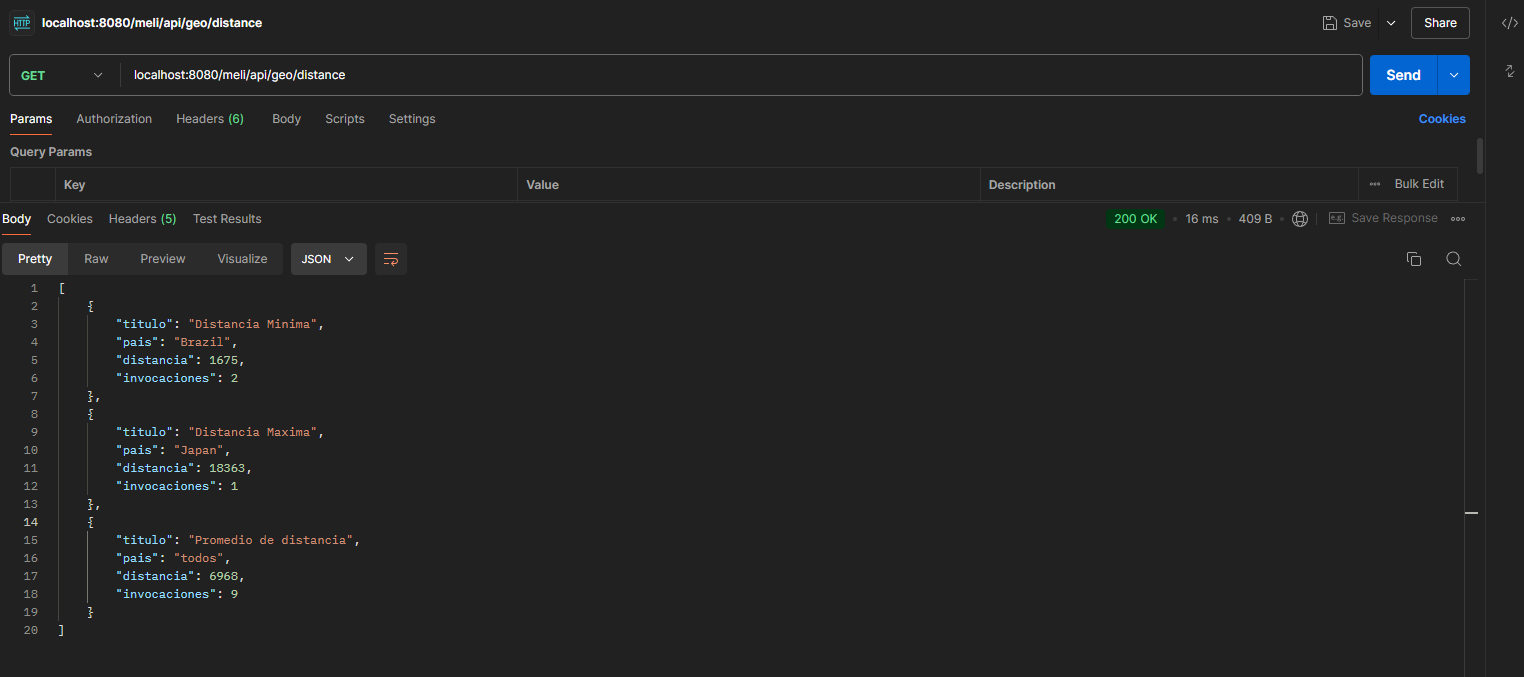 HTTP localhost:8080/meli/api/geo/distance Save Share </>
GET localhost:8080/meli/api/geo/distance Send
Params Authorization Headers (6) Body Scripts Settings Cookies
Query Params
Key Value Description Bulk Edit
Body Cookies Headers (5) Test Results 200 OK 16 ms 409 B e.g. Save Response
Pretty Raw Preview Visualize JSON
1 [
2 {
3 "titulo": "Distancia Minima",
4 "pais": "Brazil",
5 "distancia": 1675,
6 "invocaciones": 2
7 },
8 {
9 "titulo": "Distancia Maxima",
10 "pais": "Japan",
11 "distancia": 18363,
12 "invocaciones": 1
13 },
14 {
15 "titulo": "Promedio de distancia",
16 "pais": "todos",
17 "distancia": 6968,
18 "invocaciones": 9
19 }
20 ]